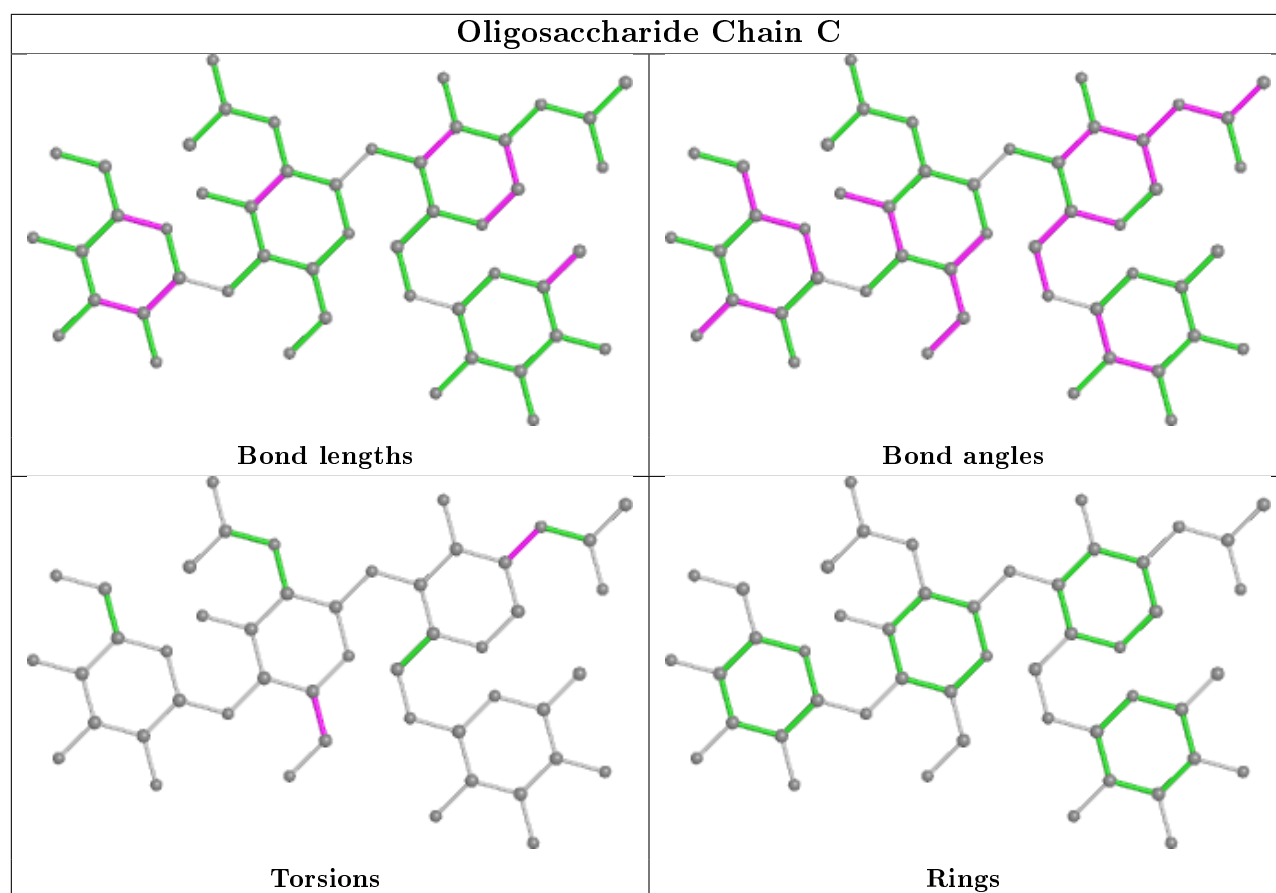 Oligosaccharide Chain C
Bond lengths
Bond angles
Torsions
Rings